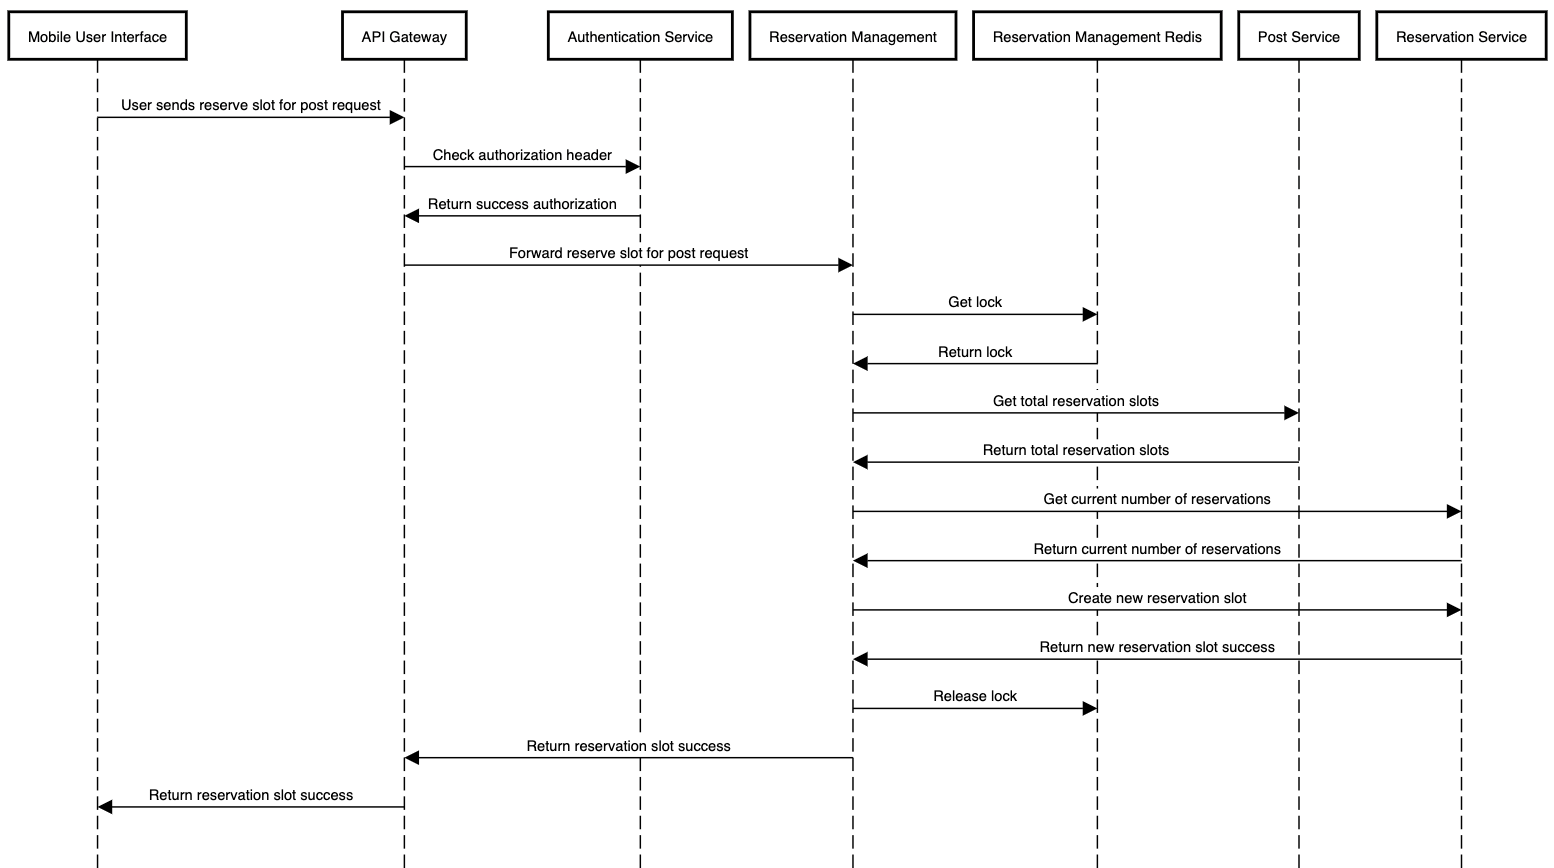 Mobile User Interface
API Gateway
Authentication Service
Reservation Management
Reservation Management Redis
Post Service
Reservation Service
User sends reserve slot for post request
Check authorization header
Return success authorization
Forward reserve slot for post request
Get lock
Return lock
Get total reservation slots
Return total reservation slots
Get current number of reservations
Return current number of reservations
Create new reservation slot
Return new reservation slot success
Release lock
Return reservation slot success
Return reservation slot success